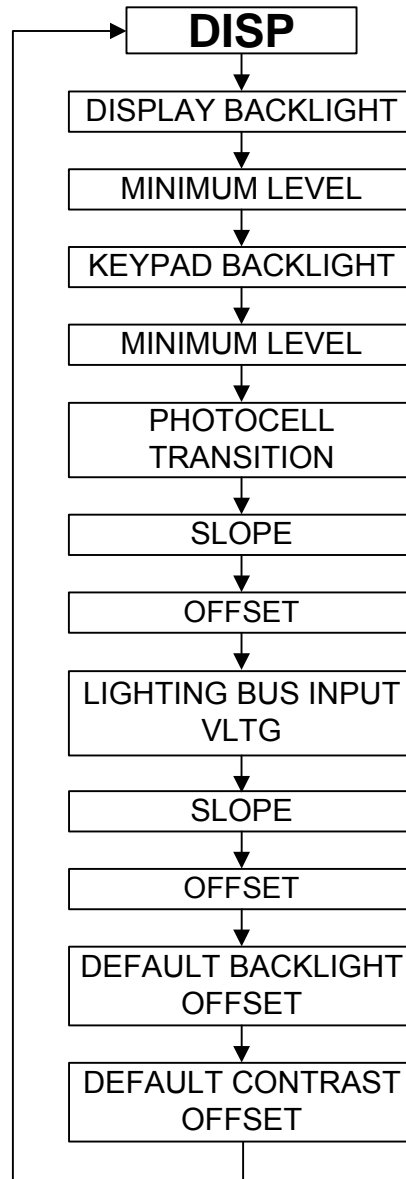 DISP
DISPLAY BACKLIGHT
MINIMUM LEVEL
KEYPAD BACKLIGHT
MINIMUM LEVEL
PHOTOCELL
TRANSITION
SLOPE
OFFSET
LIGHTING BUS INPUT
VLTG
SLOPE
OFFSET
DEFAULT BACKLIGHT
OFFSET
DEFAULT CONTRAST
OFFSET